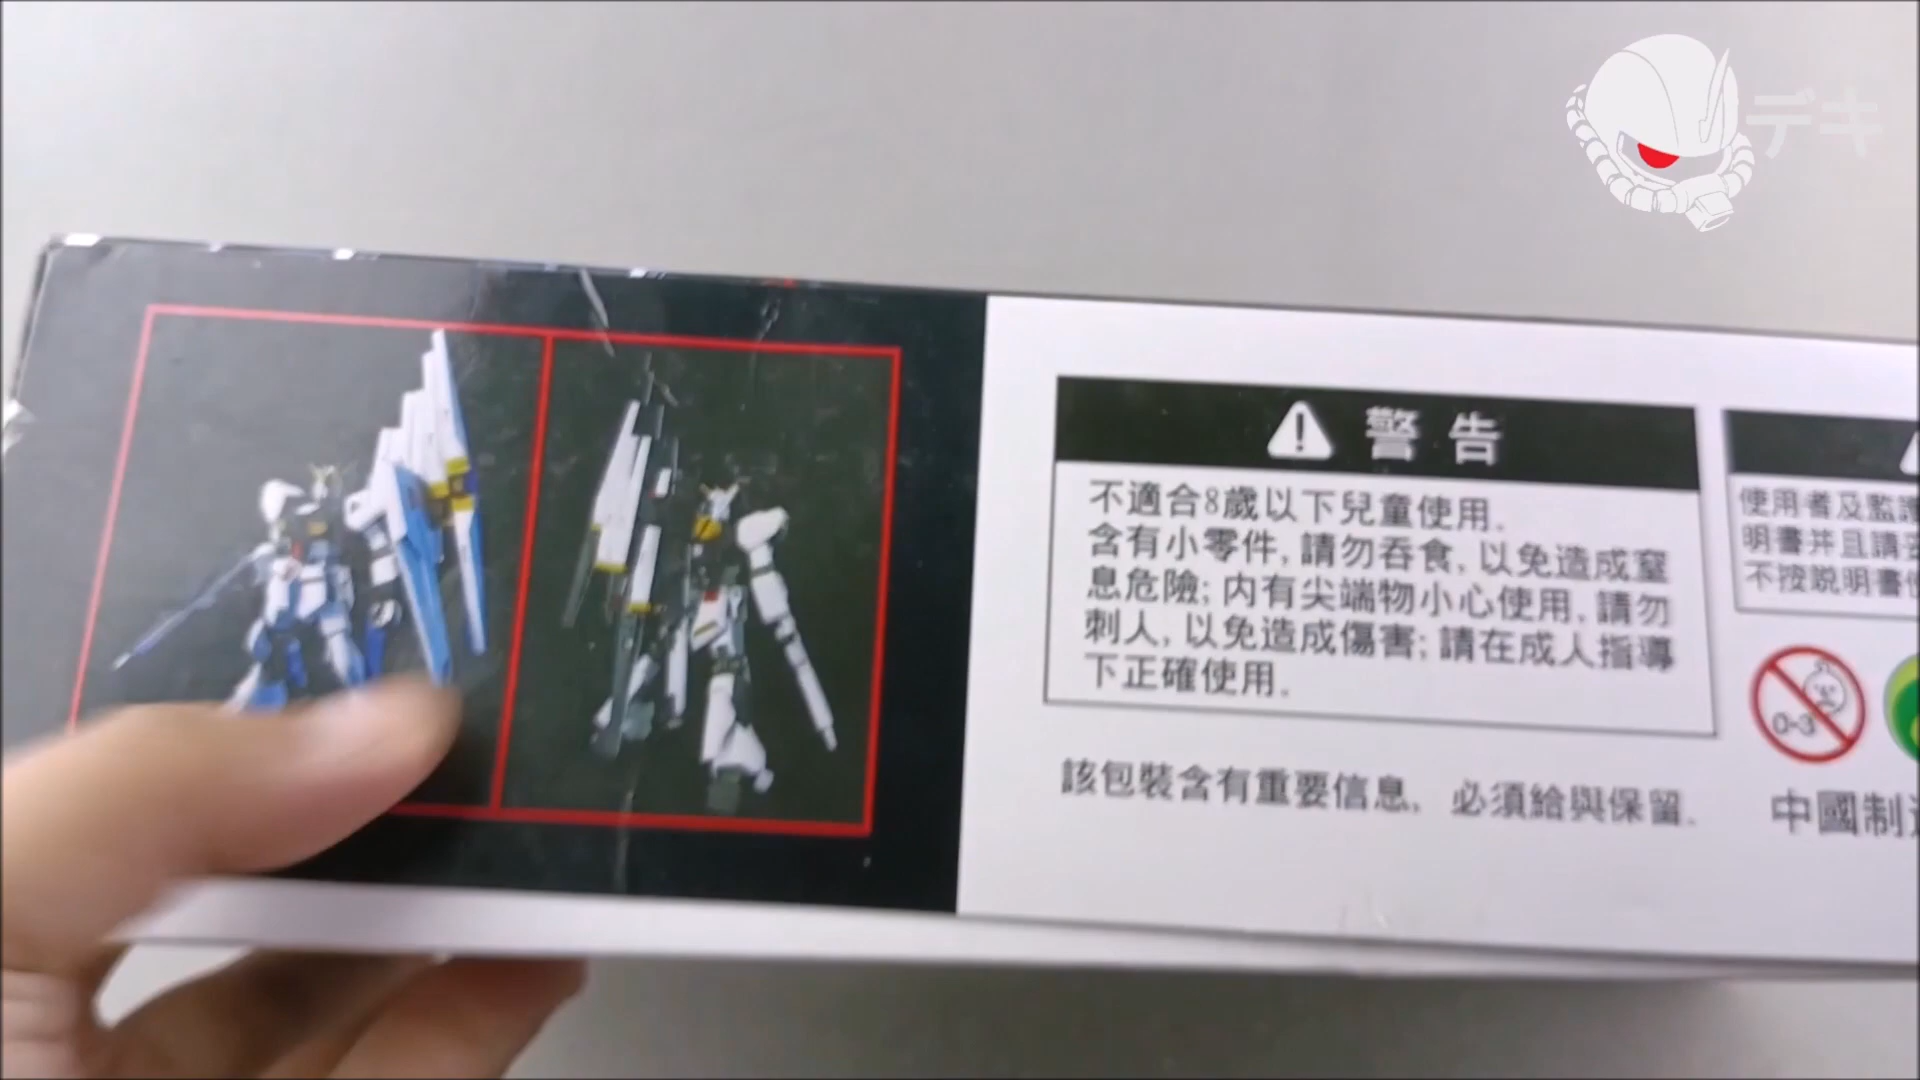 デキ
警告
不適合8歲以下兒童使用.
含有小零件, 請勿吞食, 以免造成窒
息危險; 内有尖端物小心使用, 請勿
刺人, 以免造成傷害; 請在成人指導
下正確使用.
使用者及監護
明書并且請妥
不按説明書使
0-3
該包裝含有重要信息, 必須給與保留.
中國制造